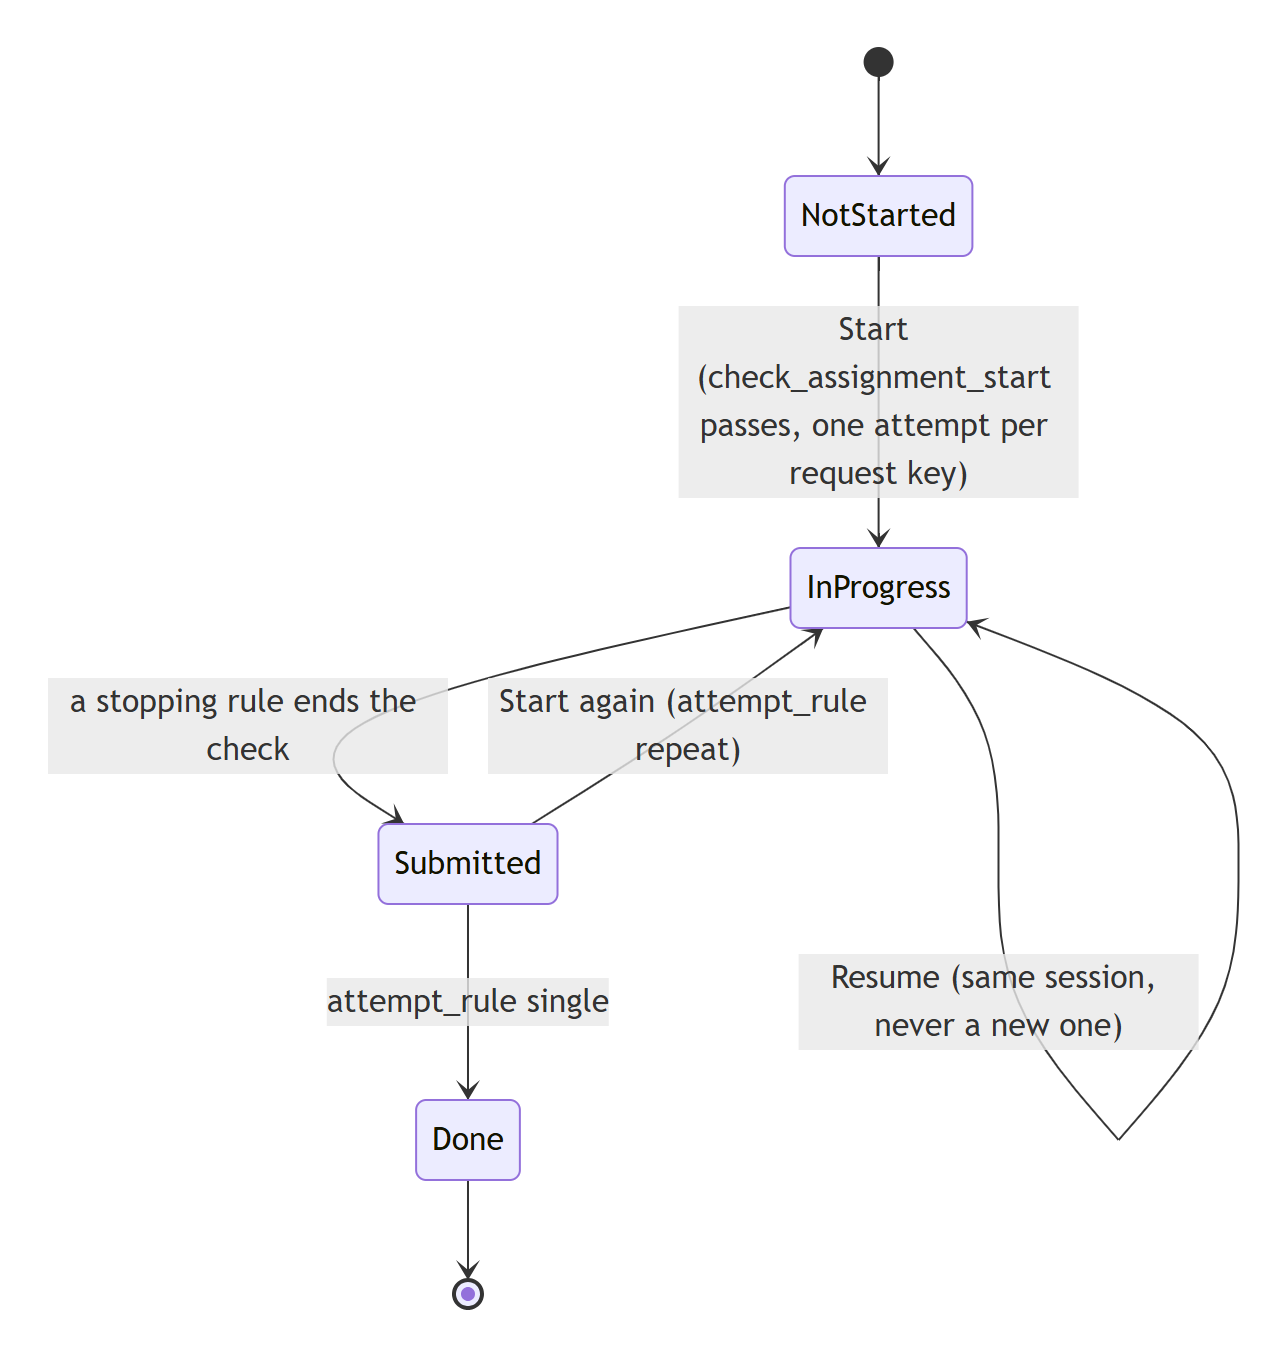 NotStarted
Start
(check_assignment_start
passes, one attempt per
request key)
InProgress
a stopping rule ends the
check
Start again (attempt_rule
repeat)
Submitted
Resume (same session,
never a new one)
attempt_rule single
Done